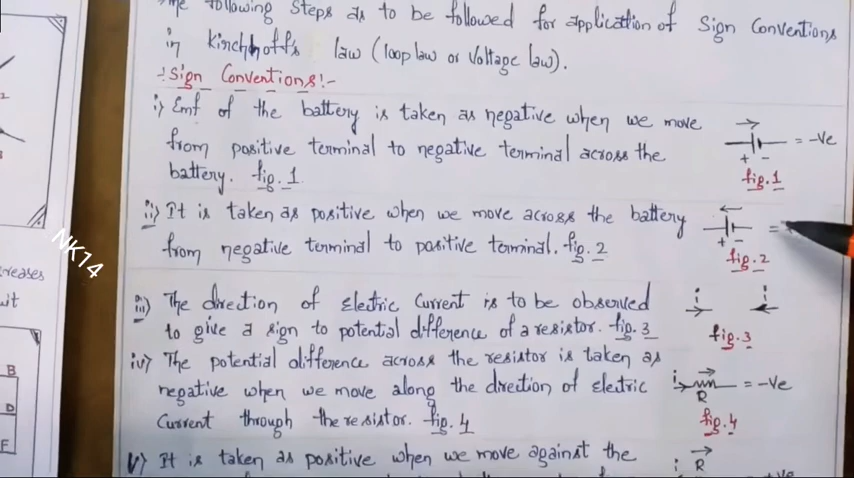 The following steps as to be followed for application of Sign Conventions
in Kirchhoff's law (loop law or Voltage law).
:Sign Conventions:-
i) Emf of the battery is taken as negative when we move
from positive terminal to negative terminal across the
battery. fig.1
+ - = -Ve
fig.1
ii) It is taken as positive when we move across the battery
from negative terminal to positive terminal. fig.2
+ - =
fig.2
iii) The direction of Electric Current is to be observed
to give a sign to potential difference of a resistor. fig.3
i i
fig.3
iv) The potential difference across the resistor is taken as
negative when we move along the direction of electric
Current through the resistor. fig.4
i R = -Ve
fig.4
v) It is taken as positive when we move against the
i R
NK14
B
D
F